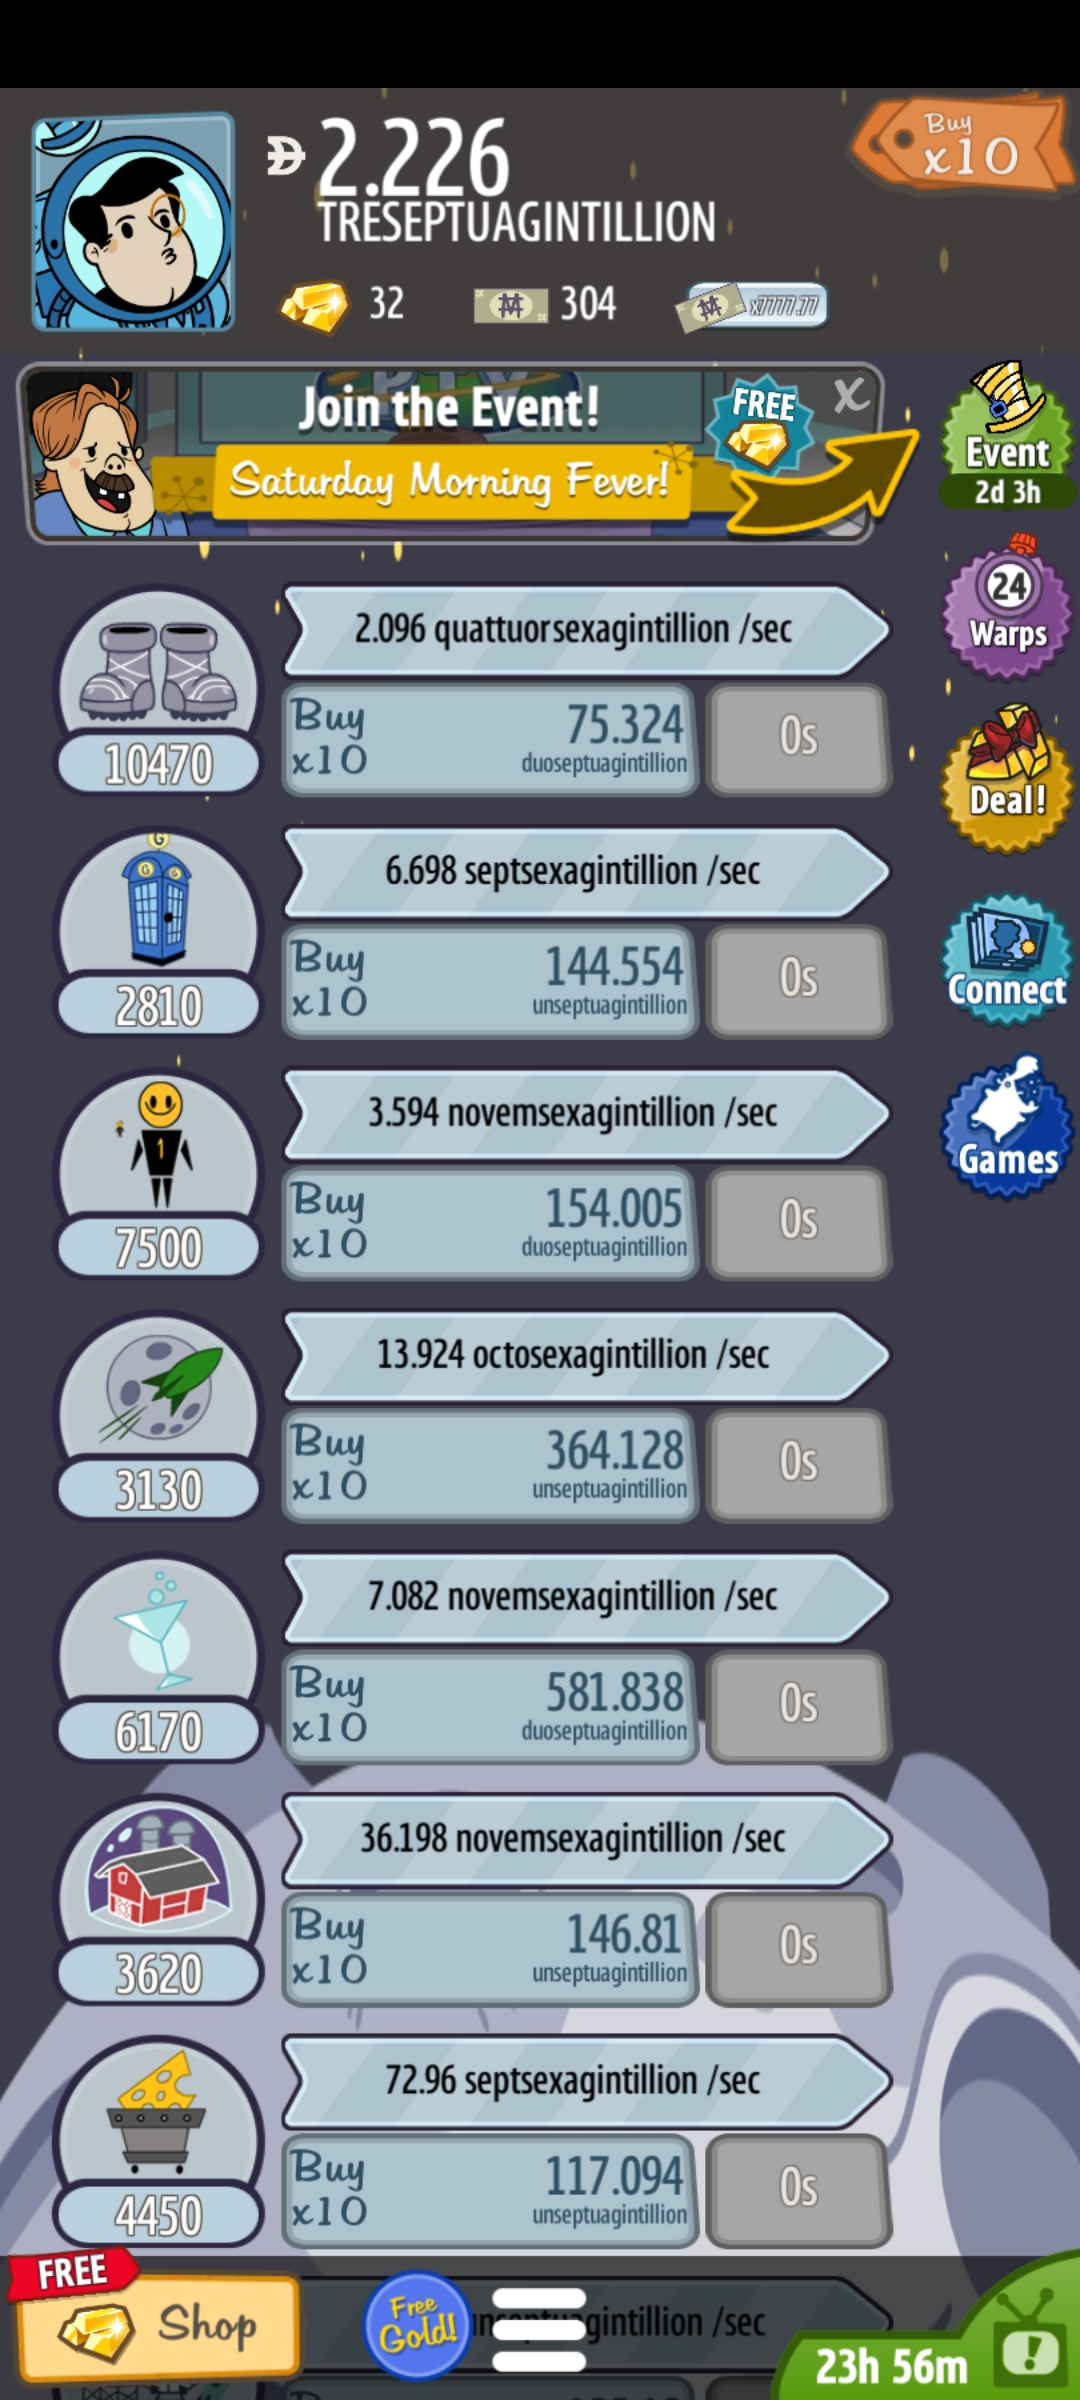 Buy
x10
2.226
TRESEPTUAGINTILLION
32
304
x7777.77
Join the Event!
FREE
X
Saturday Morning Fever!
Event
2d 3h
24
Warps
Deal!
Connect
Games
2.096 quattuorsexagintillion /sec
10470
Buy
x10
75.324
duoseptuagintillion
0s
G
G G
6.698 septsexagintillion /sec
2810
Buy
x10
144.554
unseptuagintillion
0s
1
3.594 novemsexagintillion /sec
7500
Buy
x10
154.005
duoseptuagintillion
0s
13.924 octosexagintillion /sec
3130
Buy
x10
364.128
unseptuagintillion
0s
7.082 novemsexagintillion /sec
6170
Buy
x10
581.838
duoseptuagintillion
0s
36.198 novemsexagintillion /sec
3620
Buy
x10
146.81
unseptuagintillion
0s
72.96 septsexagintillion /sec
4450
Buy
x10
117.094
unseptuagintillion
0s
FREE
Shop
Free
Gold!
/sec
23h 56m
!